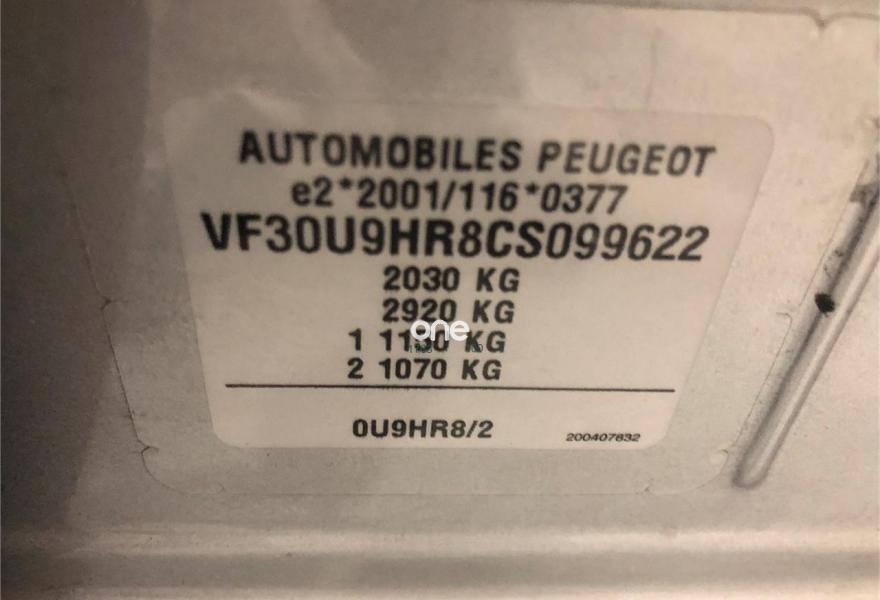 AUTOMOBILES PEUGEOT
e2*2001/116*0377
VF30U9HR8CS099622
2030 KG
2920 KG
one
1 1130 KG
2 1070 KG
0U9HR8/2
200407832